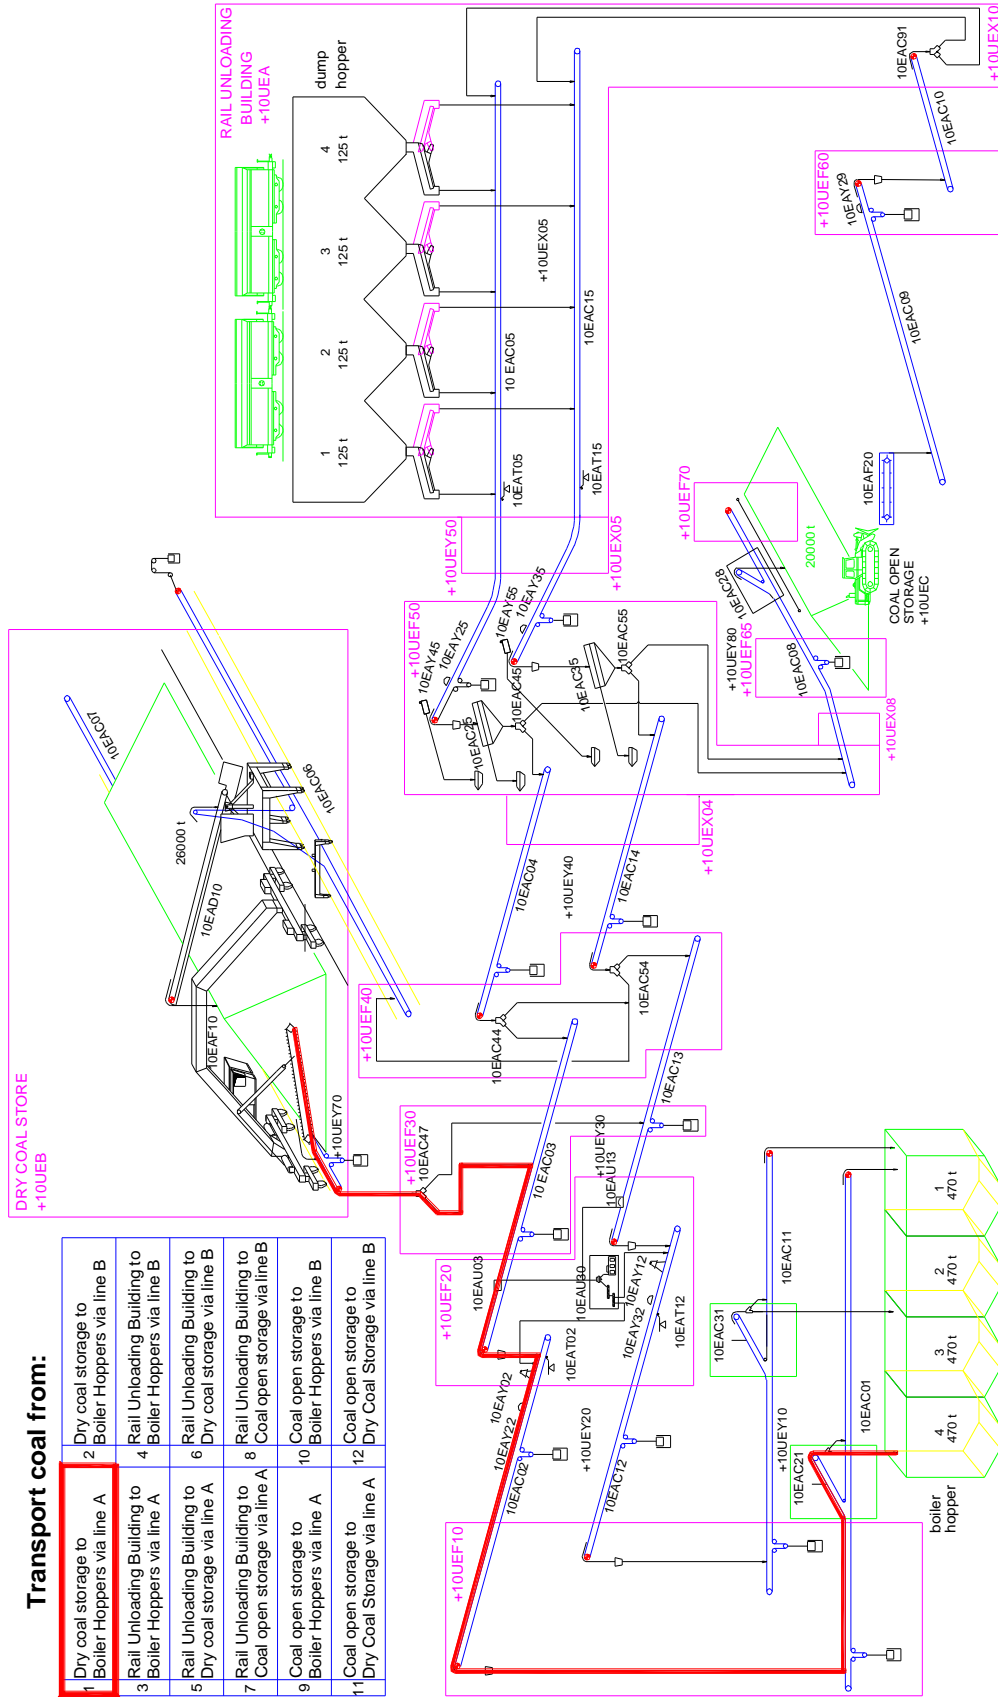 Transport coal from:
1 Dry coal storage to
Boiler Hoppers via line A
2 Dry coal storage to
Boiler Hoppers via line B
3 Rail Unloading Building to
Boiler Hoppers via line A
4 Rail Unloading Building to
Boiler Hoppers via line B
5 Rail Unloading Building to
Dry coal storage via line A
6 Rail Unloading Building to
Dry coal storage via line B
7 Rail Unloading Building to
Coal open storage via line A
8 Rail Unloading Building to
Coal open storage via line B
9 Coal open storage to
Boiler Hoppers via line A
10 Coal open storage to
Boiler Hoppers via line B
11 Coal open storage to
Dry Coal Storage via line A
12 Coal open storage to
Dry Coal Storage via line B
DRY COAL STORE
+10UEB
10EAC07
26000 t
10EAD10
10EAF10
10EAC06
+10UEY70
RAIL UNLOADING
BUILDING
+10UEA
dump
hopper
1
125 t
2
125 t
3
125 t
4
125 t
10 EAC05
+10UEX05
10EAC15
10EAT05
10EAT15
+10UEY50
+10UEX05
+10UEF50
10EAY45
10EAY25
10EAY55
10EAY35
10EAC25
10EAC45
10EAC35
10EAC55
+10UEX04
+10UEX08
+10UEF40
10EAC04
+10UEY40
10EAC14
10EAC44
10EAC54
10EAC13
+10UEF30
10EAC47
10 EAC03
+10UEY30
10EAU13
+10UEF20
10EAU03
10EAU30
10EAY02
10EAY22
10EAT02
10EAY12
10EAY32
10EAT12
10EAC02
+10UEY20
10EAC12
+10UEF10
10EAC11
10EAC31
10EAC01
+10UEY10
10EAC21
boiler
hopper
1
470 t
2
470 t
3
470 t
4
470 t
+10UEF70
10EAC28
+10UEY80
+10UEF65
10EAC08
20000 t
COAL OPEN
STORAGE
+10UEC
10EAF20
10EAC09
+10UEF60
10EAY29
10EAC10
10EAC91
+10UEX10